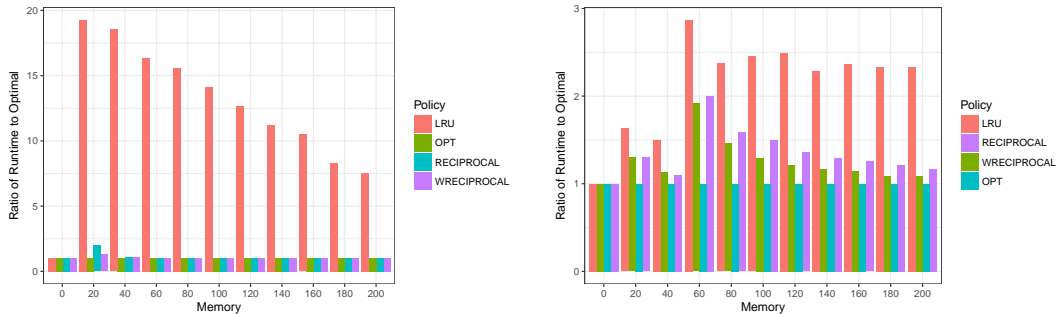 20
15
10
5
0
Ratio of Runtime to Optimal
0 20 40 60 80 100 120 140 160 180 200
Memory
Policy
LRU
OPT
RECIPROCAL
WRECIPROCAL
3
2
1
0
Ratio of Runtime to Optimal
0 20 40 60 80 100 120 140 160 180 200
Memory
Policy
LRU
RECIPROCAL
WRECIPROCAL
OPT